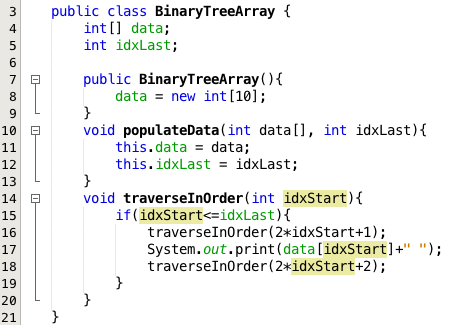 3 public class BinaryTreeArray {
4 int[] data;
5 int idxLast;
6
7 public BinaryTreeArray(){
8 data = new int[10];
9 }
10 void populateData(int data[], int idxLast){
11 this.data = data;
12 this.idxLast = idxLast;
13 }
14 void traverseInOrder(int idxStart){
15 if(idxStart<=idxLast){
16 traverseInOrder(2*idxStart+1);
17 System.out.print(data[idxStart]+" ");
18 traverseInOrder(2*idxStart+2);
19 }
20 }
21 }